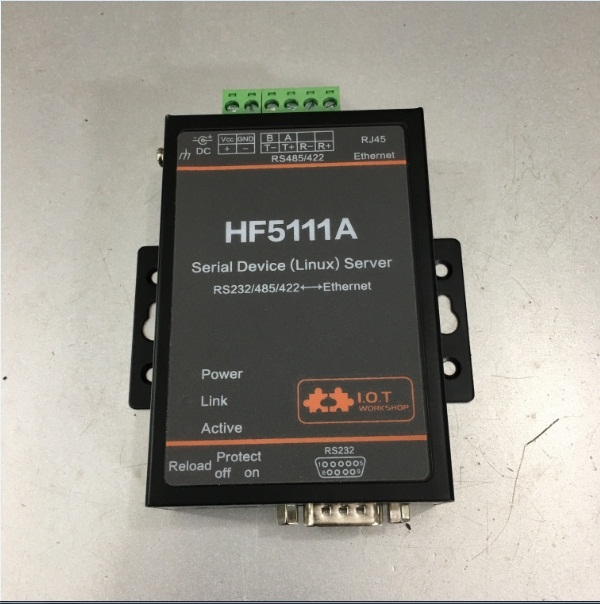 DC
Vcc GND
+ -
B A
T- T+ R- R+
RS485/422
RJ45
Ethernet
HF5111A
Serial Device (Linux) Server
RS232/485/422⟷Ethernet
Power
Link
Active
I.O.T
WORKSHOP
Reload
Protect
off on
RS232